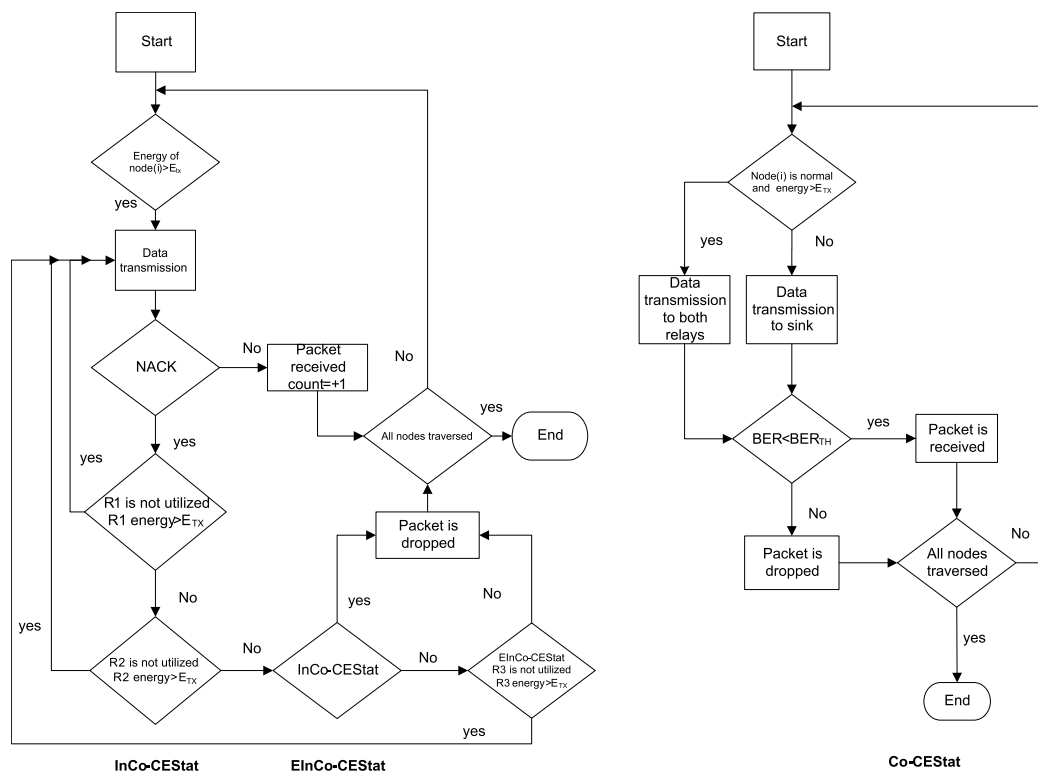 Start
Energy of
node(i)>Etx
yes
Data
transmission
NACK
No
Packet
received
count=+1
No
All nodes traversed
yes
End
yes
yes
R1 is not utilized
R1 energy>ETX
Packet is
dropped
No
yes
No
yes
R2 is not utilized
R2 energy>ETX
No
InCo-CEStat
No
EInCo-CEStat
R3 is not utilized
R3 energy>ETX
yes
InCo-CEStat
EInCo-CEStat
Start
Node(i) is normal
and energy>ETX
yes
No
Data
transmission
to both
relays
Data
transmission
to sink
BER<BERTH
yes
Packet is
received
No
Packet is
dropped
All nodes
traversed
No
yes
End
Co-CEStat